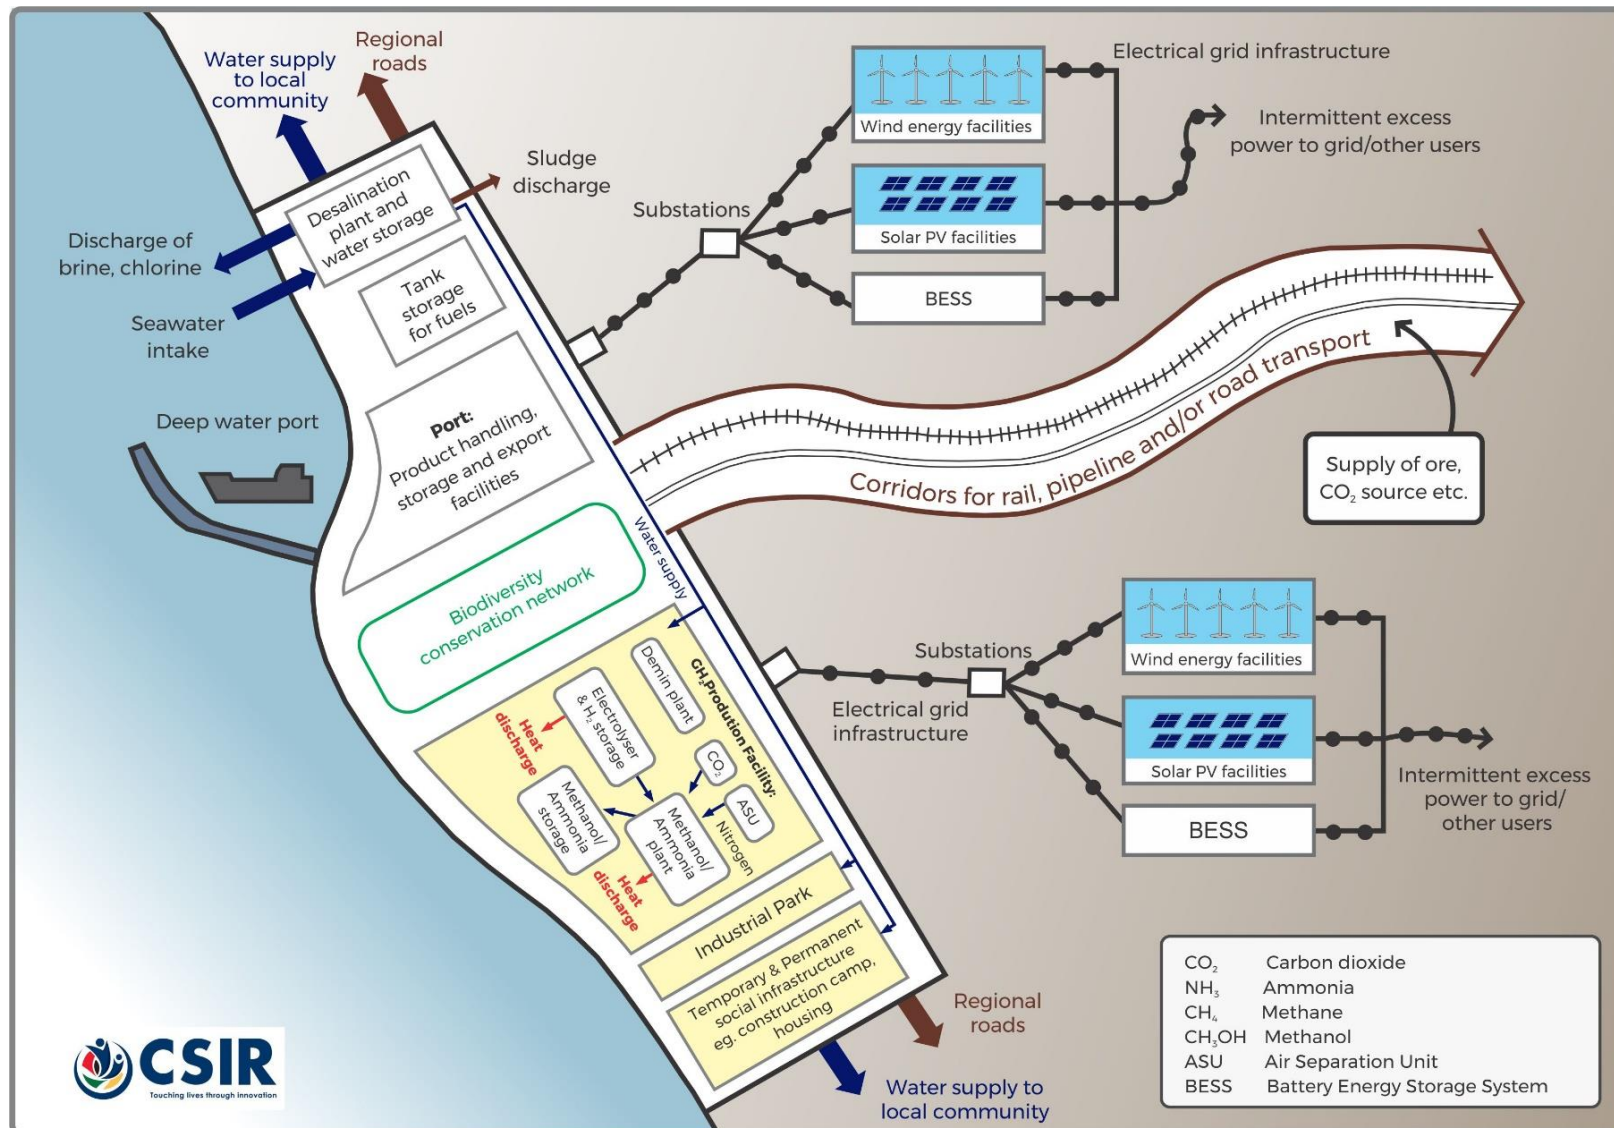 Water supply
to local
community
Regional
roads
Sludge
discharge
Desalination
plant and
water storage
Discharge of
brine, chlorine
Seawater
intake
Tank
storage
for fuels
Deep water port
Port:
Product handling,
storage and export
facilities
Biodiversity
conservation network
Water supply
Substations
Wind energy facilities
Solar PV facilities
BESS
Electrical grid infrastructure
Intermittent excess
power to grid/other users
Corridors for rail, pipeline and/or road transport
Supply of ore,
CO₂ source etc.
GH₂Prodution Facility:
Demin plant
Electrolyser
& H₂ storage
Heat
discharge
CO₂
ASU
Nitrogen
Methanol/
Ammonia
plant
Methanol/
Ammonia
storage
Heat
discharge
Industrial Park
Temporary & Permanent
social infrastructure
eg. construction camp,
housing
Substations
Electrical grid
infrastructure
Wind energy facilities
Solar PV facilities
BESS
Intermittent excess
power to grid/
other users
Regional
roads
Water supply to
local community
CO₂ Carbon dioxide
NH₃ Ammonia
CH₄ Methane
CH₃OH Methanol
ASU Air Separation Unit
BESS Battery Energy Storage System
CSIR
Touching lives through innovation